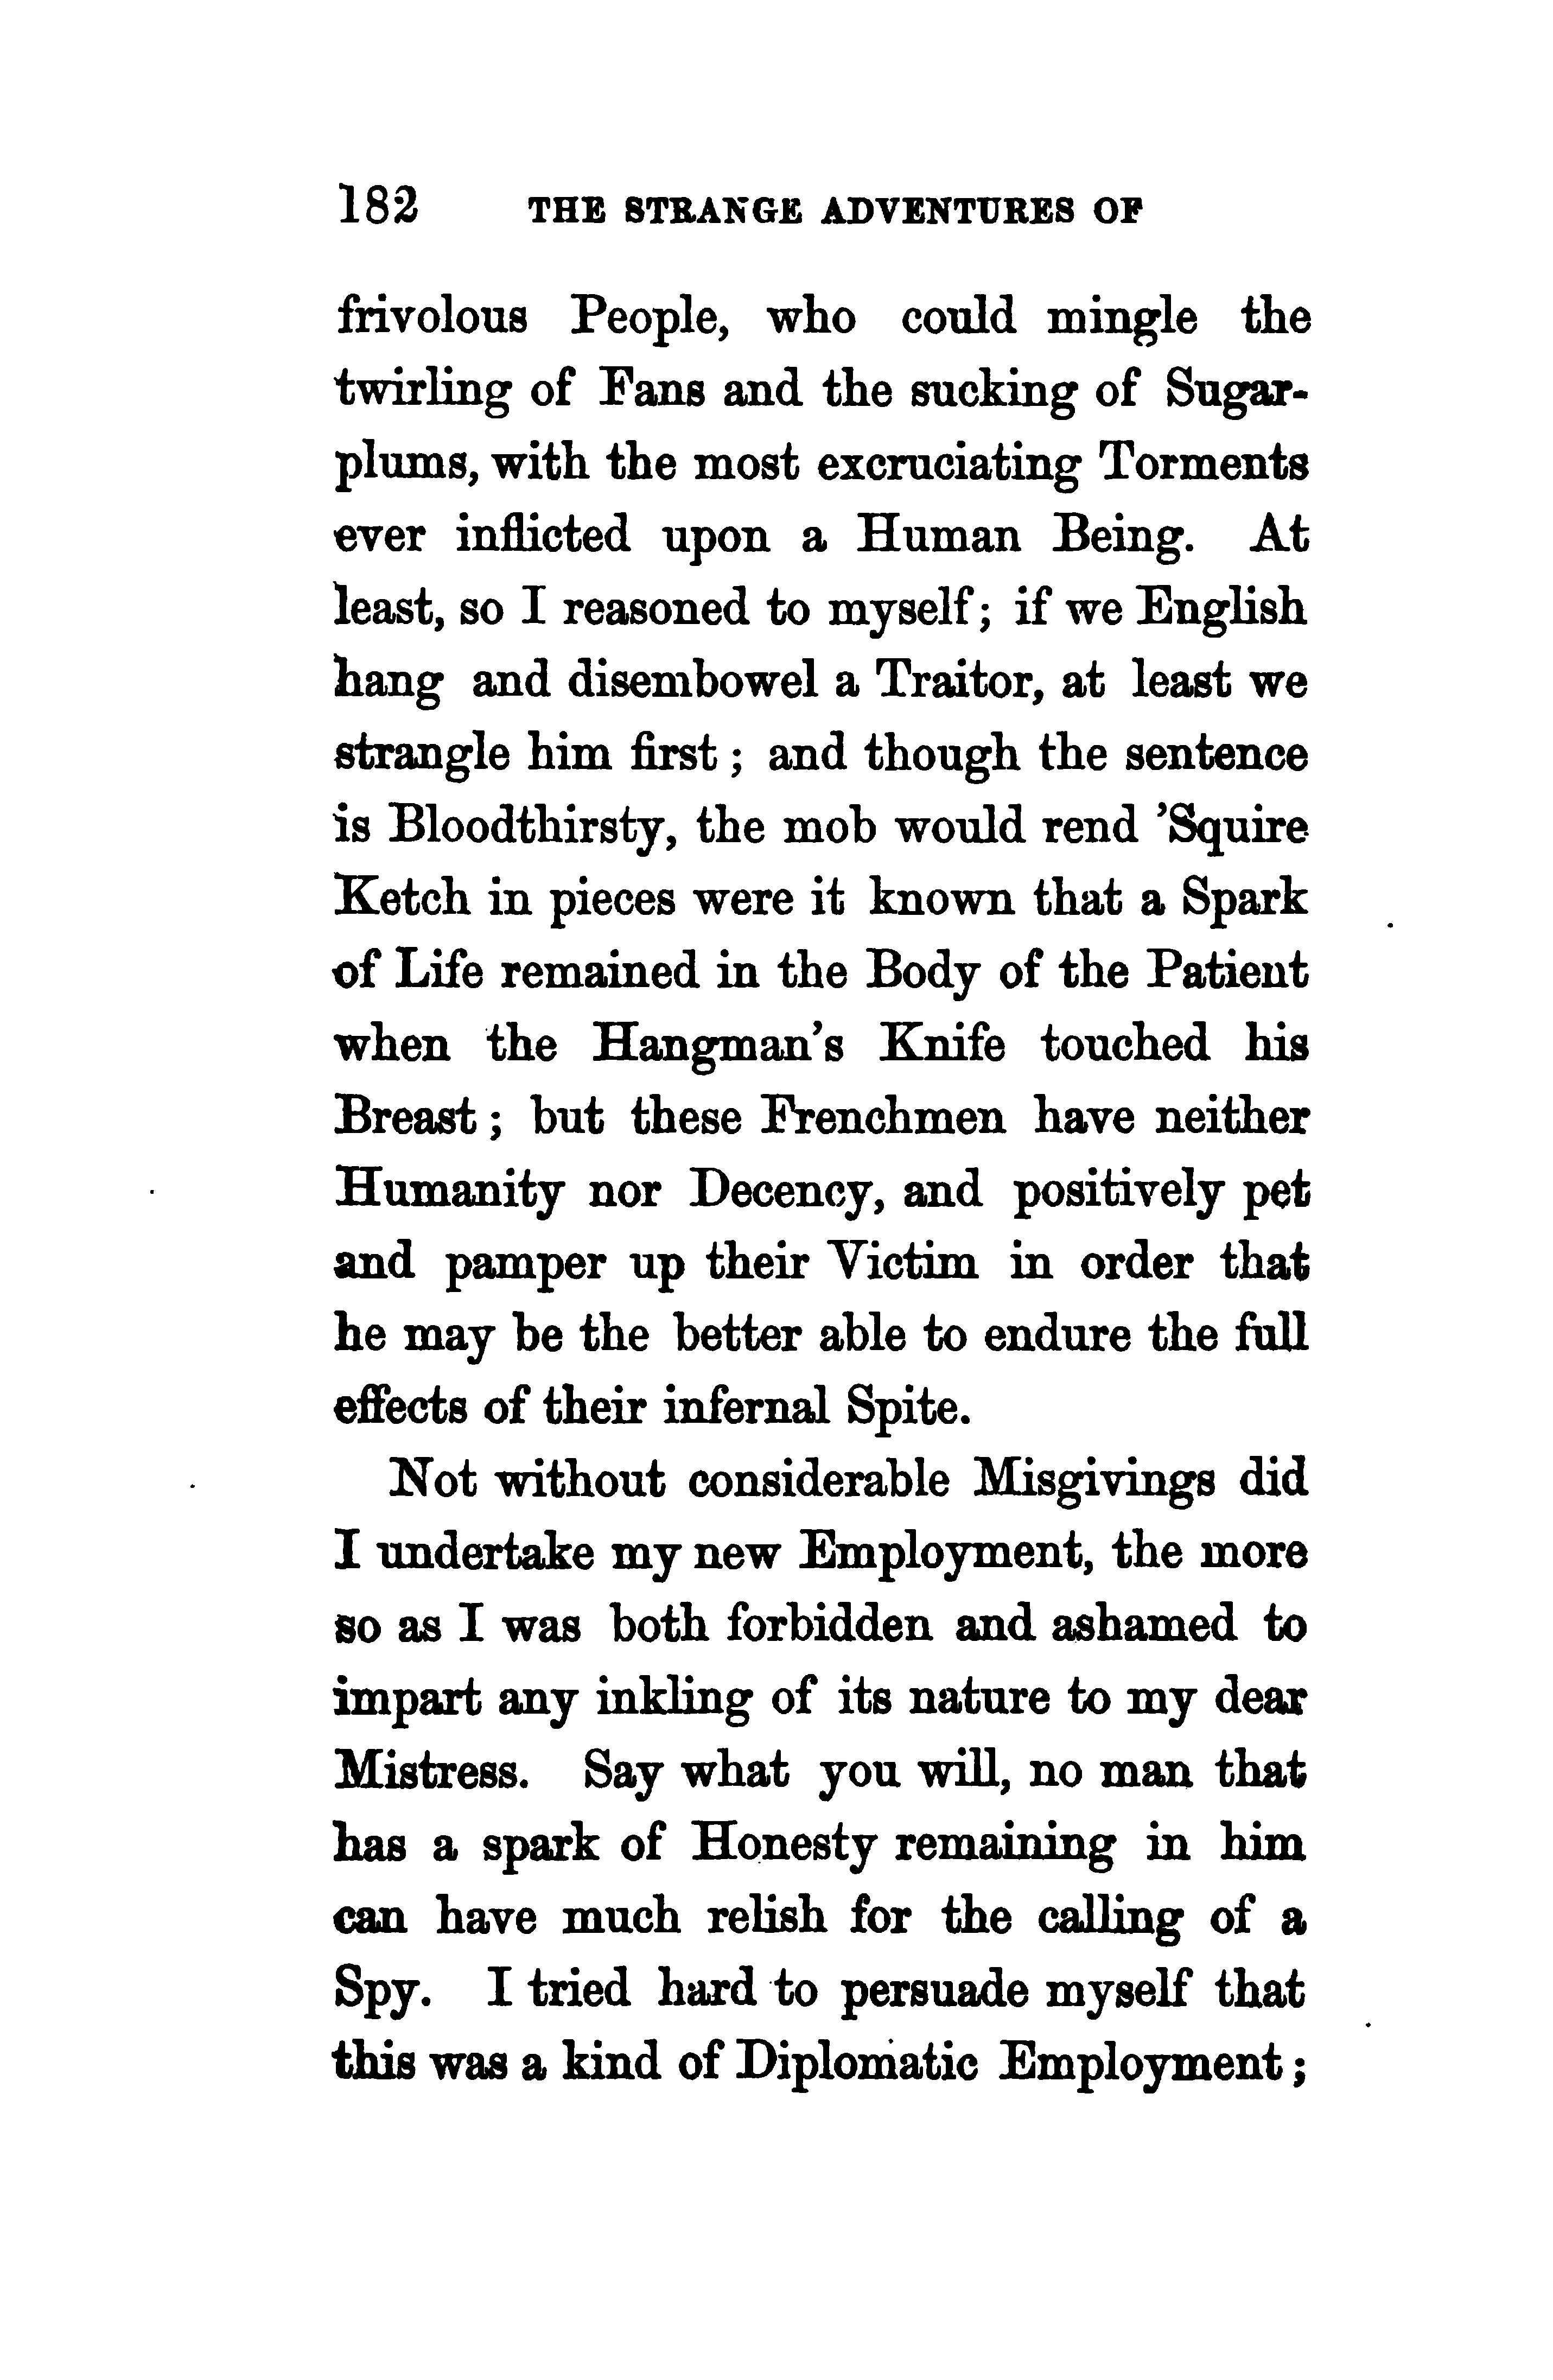 182 THE STRANGE ADVENTURES OF
frivolous People, who could mingle the
twirling of Fans and the sucking of Sugar-
plums, with the most excruciating Torments
ever inflicted upon a Human Being. At
least, so I reasoned to myself; if we English
hang and disembowel a Traitor, at least we
strangle him first; and though the sentence
is Bloodthirsty, the mob would rend 'Squire
Ketch in pieces were it known that a Spark
of Life remained in the Body of the Patient
when the Hangman's Knife touched his
Breast; but these Frenchmen have neither
Humanity nor Decency, and positively pet
and pamper up their Victim in order that
he may be the better able to endure the full
effects of their infernal Spite.
Not without considerable Misgivings did
I undertake my new Employment, the more
so as I was both forbidden and ashamed to
impart any inkling of its nature to my dear
Mistress. Say what you will, no man that
has a spark of Honesty remaining in him
can have much relish for the calling of a
Spy. I tried hard to persuade myself that
this was a kind of Diplomatic Employment;